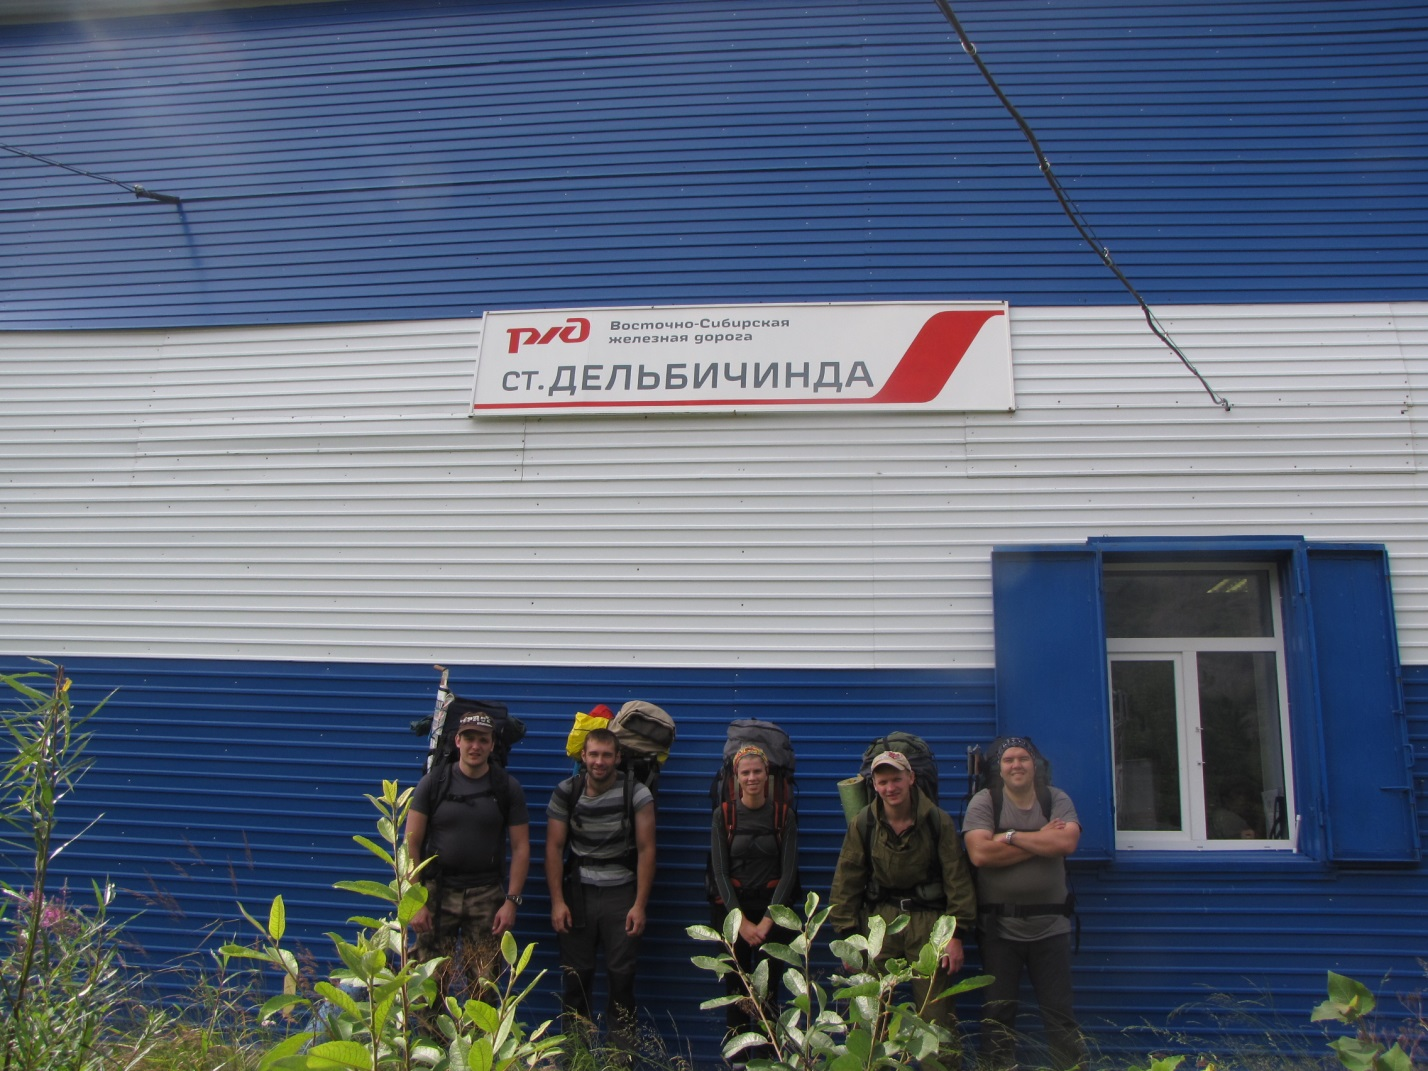 РЖД Восточно-Сибирская
железная дорога
ст. ДЕЛЬБИЧИНДА